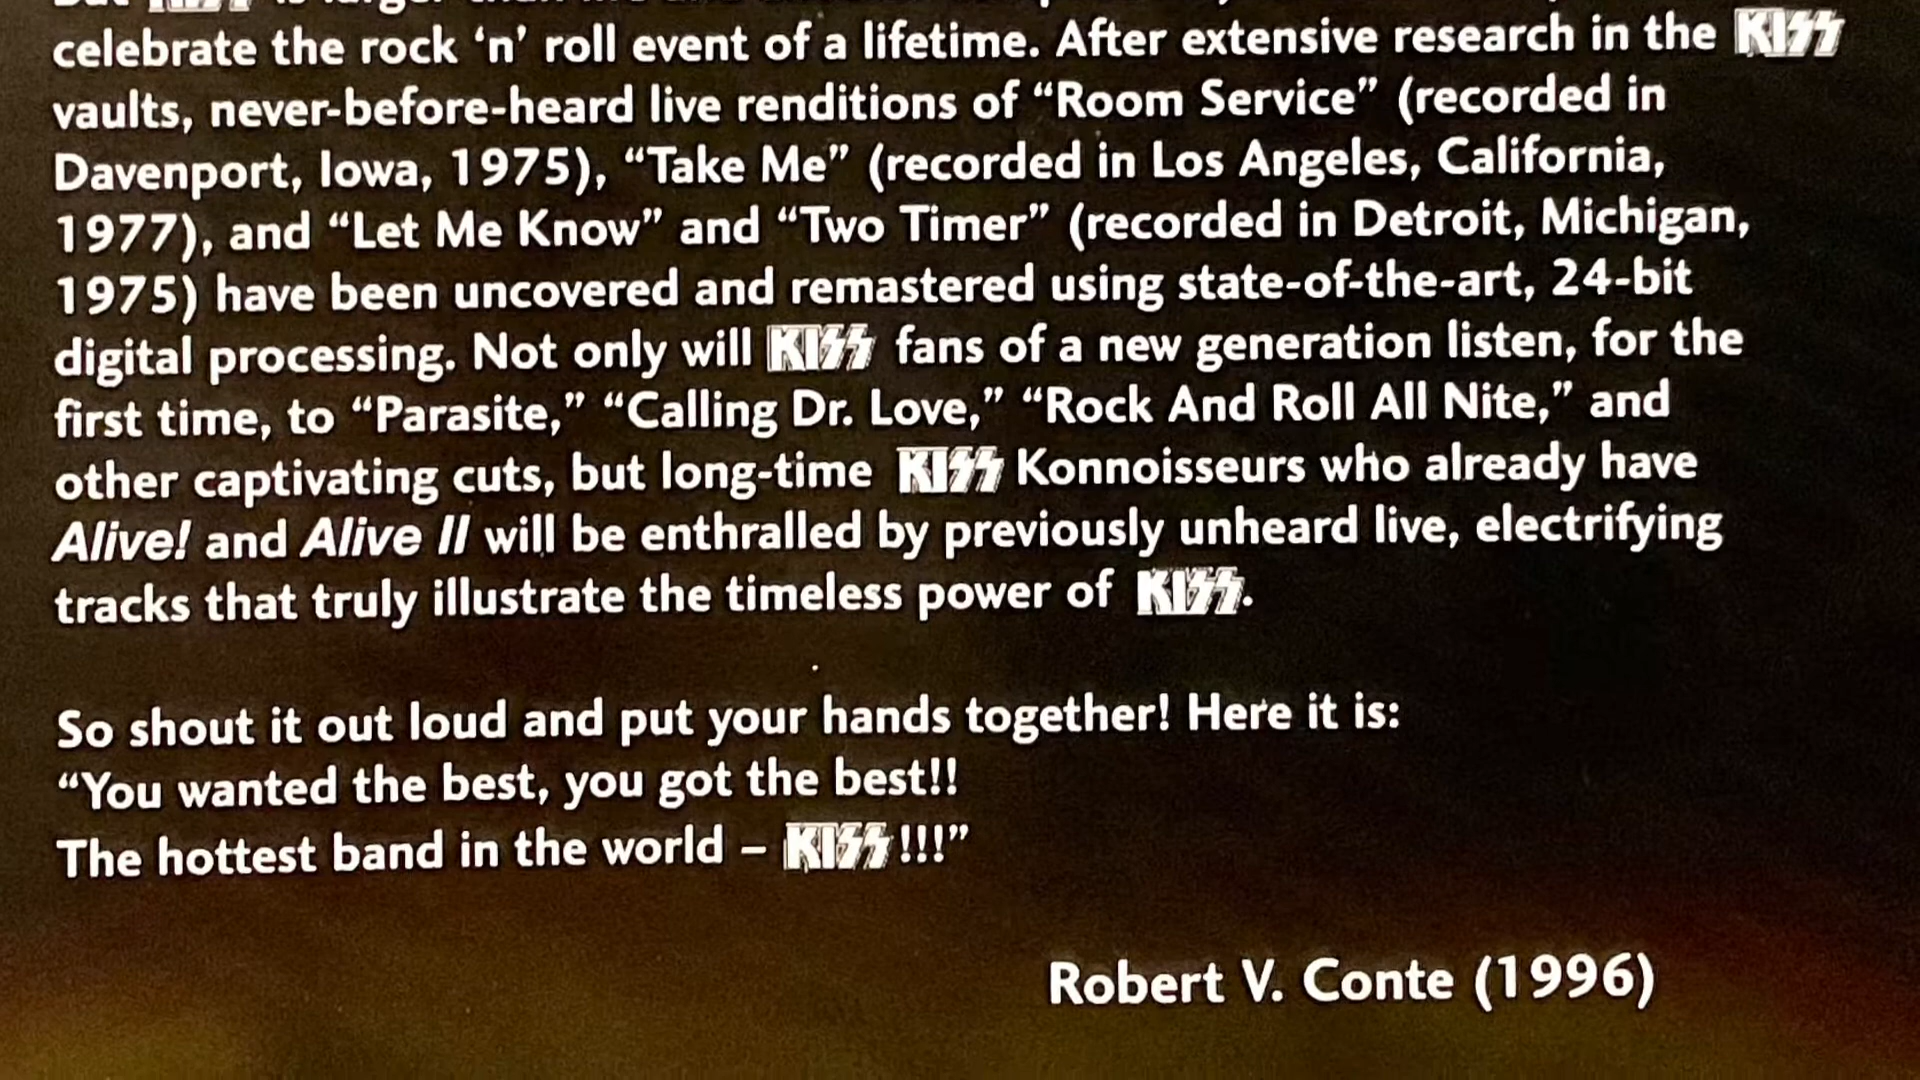 But KISS is larger than life
celebrate the rock ‘n’ roll event of a lifetime. After extensive research in the KISS
vaults, never-before-heard live renditions of “Room Service” (recorded in
Davenport, Iowa, 1975), “Take Me” (recorded in Los Angeles, California,
1977), and “Let Me Know” and “Two Timer” (recorded in Detroit, Michigan,
1975) have been uncovered and remastered using state-of-the-art, 24-bit
digital processing. Not only will KISS fans of a new generation listen, for the
first time, to “Parasite,” “Calling Dr. Love,” “Rock And Roll All Nite,” and
other captivating cuts, but long-time KISS Konnoisseurs who already have
Alive! and Alive II will be enthralled by previously unheard live, electrifying
tracks that truly illustrate the timeless power of KISS.
So shout it out loud and put your hands together! Here it is:
“You wanted the best, you got the best!!
The hottest band in the world – KISS!!!”
Robert V. Conte (1996)